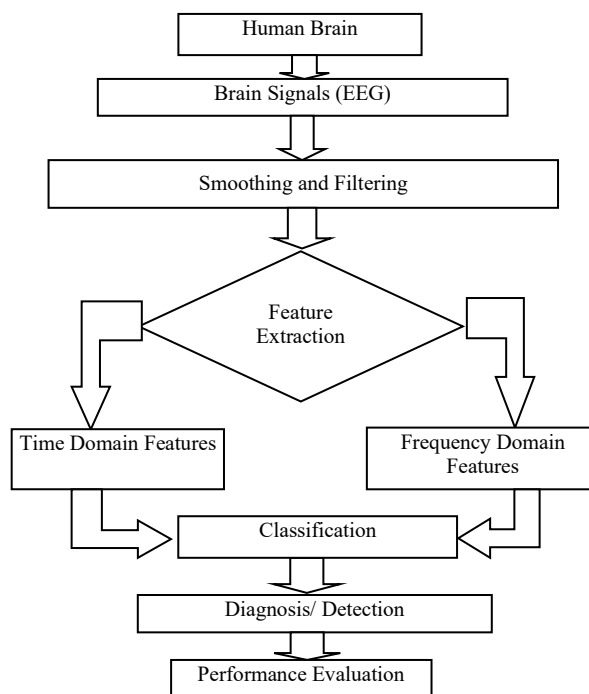 Human Brain
Brain Signals (EEG)
Smoothing and Filtering
Feature
Extraction
Time Domain Features
Frequency Domain
Features
Classification
Diagnosis/ Detection
Performance Evaluation